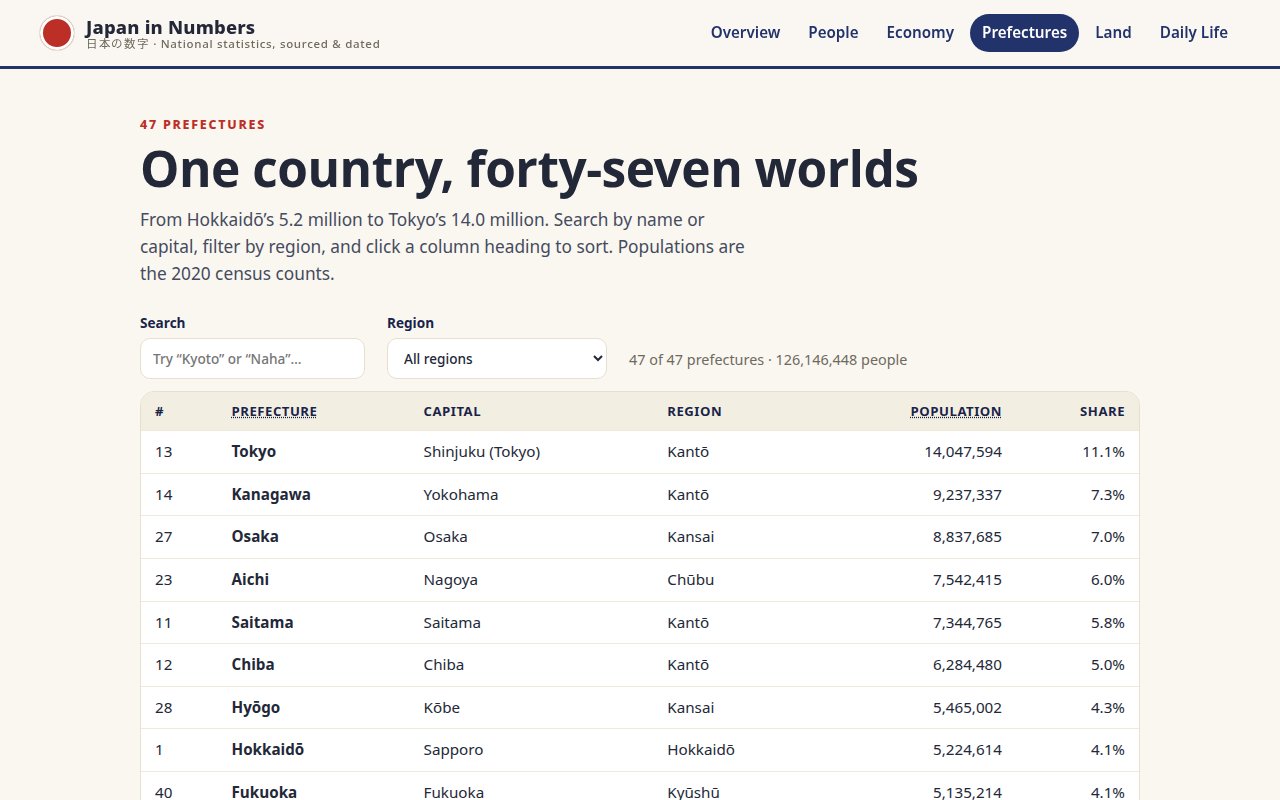 Japan in Numbers
日本の数字 · National statistics, sourced & dated
Overview People Economy Prefectures Land Daily Life
47 PREFECTURES
One country, forty-seven worlds
From Hokkaidō’s 5.2 million to Tokyo’s 14.0 million. Search by name or
capital, filter by region, and click a column heading to sort. Populations are
the 2020 census counts.
Search Region
Try “Kyoto” or “Naha”… All regions 47 of 47 prefectures · 126,146,448 people
# PREFECTURE CAPITAL REGION POPULATION SHARE
13 Tokyo Shinjuku (Tokyo) Kantō 14,047,594 11.1%
14 Kanagawa Yokohama Kantō 9,237,337 7.3%
27 Osaka Osaka Kansai 8,837,685 7.0%
23 Aichi Nagoya Chūbu 7,542,415 6.0%
11 Saitama Saitama Kantō 7,344,765 5.8%
12 Chiba Chiba Kantō 6,284,480 5.0%
28 Hyōgo Kōbe Kansai 5,465,002 4.3%
1 Hokkaidō Sapporo Hokkaidō 5,224,614 4.1%
40 Fukuoka Fukuoka Kyūshū 5,135,214 4.1%